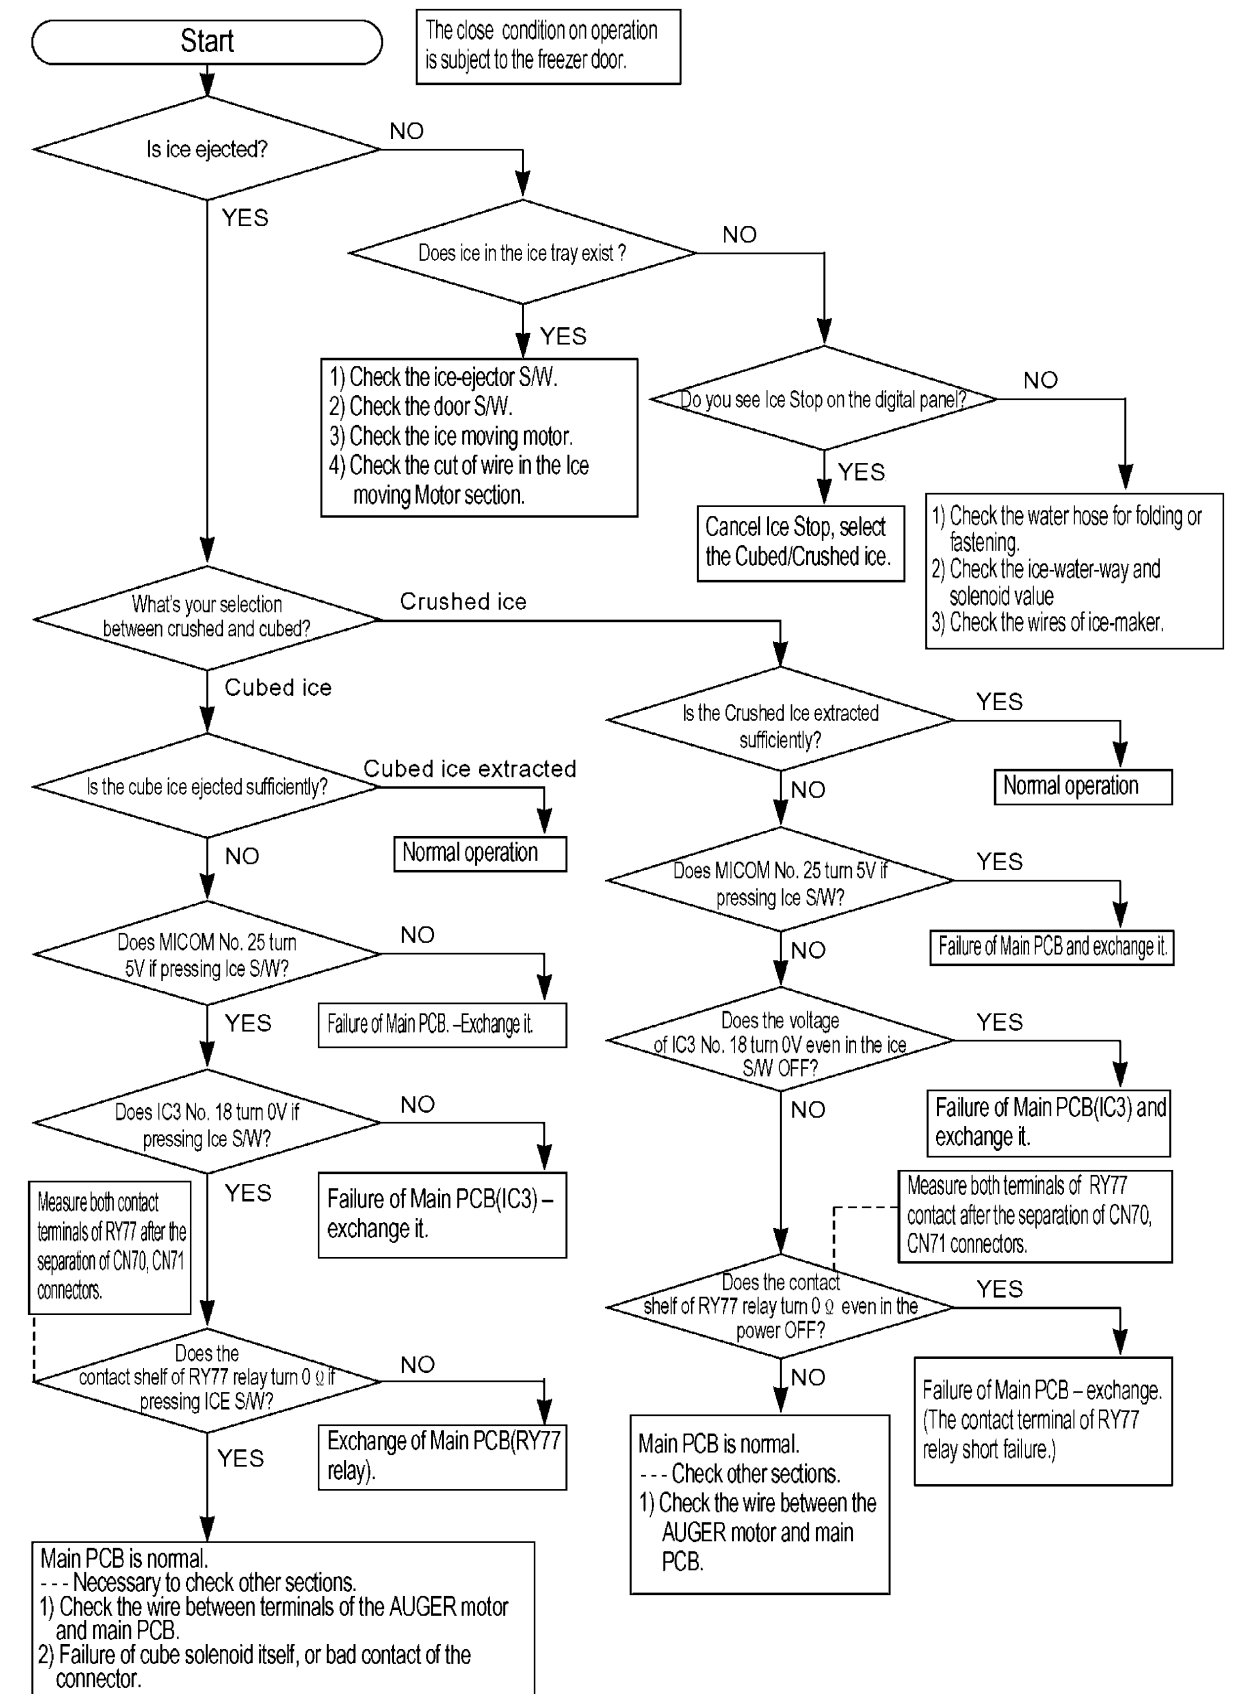 Start
The close condition on operation
is subject to the freezer door.
Is ice ejected?
NO
YES
Does ice in the ice tray exist ?
NO
YES
1) Check the ice-ejector S/W.
2) Check the door S/W.
3) Check the ice moving motor.
4) Check the cut of wire in the Ice
moving Motor section.
Do you see Ice Stop on the digital panel?
NO
YES
Cancel Ice Stop, select
the Cubed/Crushed ice.
1) Check the water hose for folding or
fastening.
2) Check the ice-water-way and
solenoid value
3) Check the wires of ice-maker.
What's your selection
between crushed and cubed?
Crushed ice
Cubed ice
Is the cube ice ejected sufficiently?
Cubed ice extracted
Normal operation
NO
Does MICOM No. 25 turn
5V if pressing Ice S/W?
NO
Failure of Main PCB. –Exchange it.
YES
Does IC3 No. 18 turn 0V if
pressing Ice S/W?
NO
Failure of Main PCB(IC3) –
exchange it.
YES
Measure both contact
terminals of RY77 after the
separation of CN70, CN71
connectors.
Does the
contact shelf of RY77 relay turn 0 Ω if
pressing ICE S/W?
NO
Exchange of Main PCB(RY77
relay).
YES
Main PCB is normal.
--- Necessary to check other sections.
1) Check the wire between terminals of the AUGER motor
and main PCB.
2) Failure of cube solenoid itself, or bad contact of the
connector.
Is the Crushed Ice extracted
sufficiently?
YES
Normal operation
NO
Does MICOM No. 25 turn 5V if
pressing Ice S/W?
YES
Failure of Main PCB and exchange it.
NO
Does the voltage
of IC3 No. 18 turn 0V even in the ice
S/W OFF?
YES
Failure of Main PCB(IC3) and
exchange it.
NO
Measure both terminals of RY77
contact after the separation of CN70,
CN71 connectors.
Does the contact
shelf of RY77 relay turn 0 Ω even in the
power OFF?
YES
Failure of Main PCB – exchange.
(The contact terminal of RY77
relay short failure.)
NO
Main PCB is normal.
--- Check other sections.
1) Check the wire between the
AUGER motor and main
PCB.